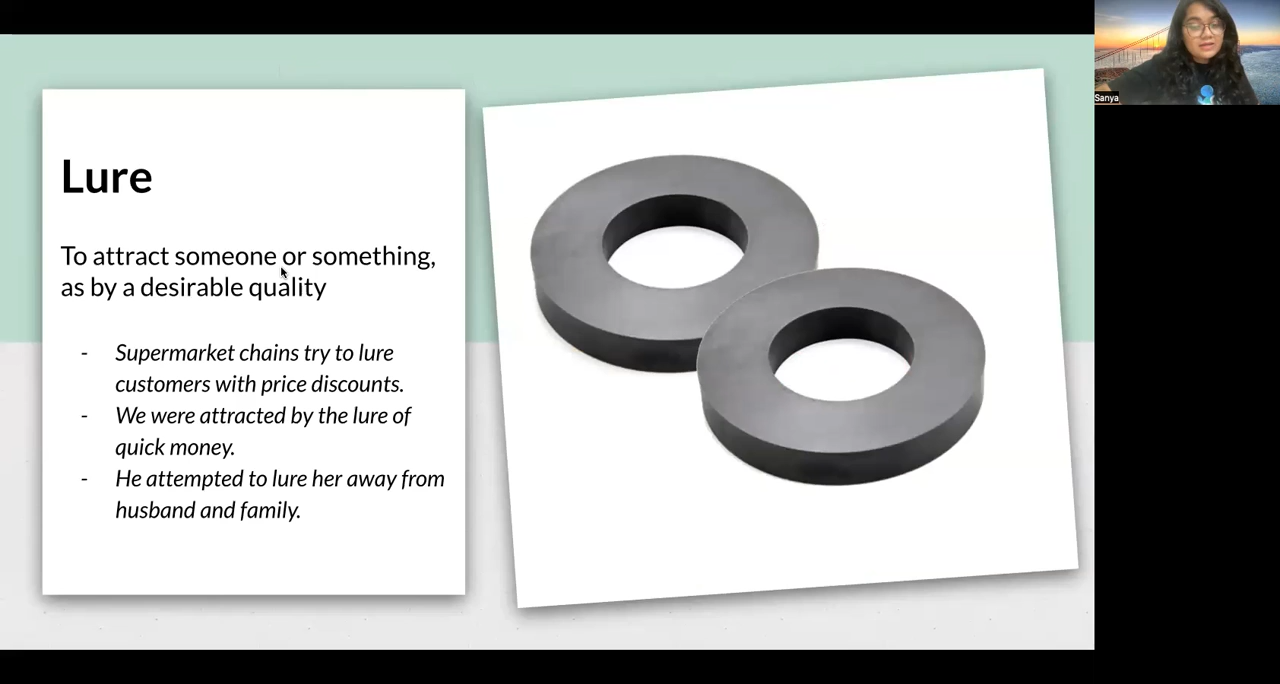 Lure
To attract someone or something,
as by a desirable quality
- Supermarket chains try to lure
customers with price discounts.
- We were attracted by the lure of
quick money.
- He attempted to lure her away from
husband and family.
Sanya